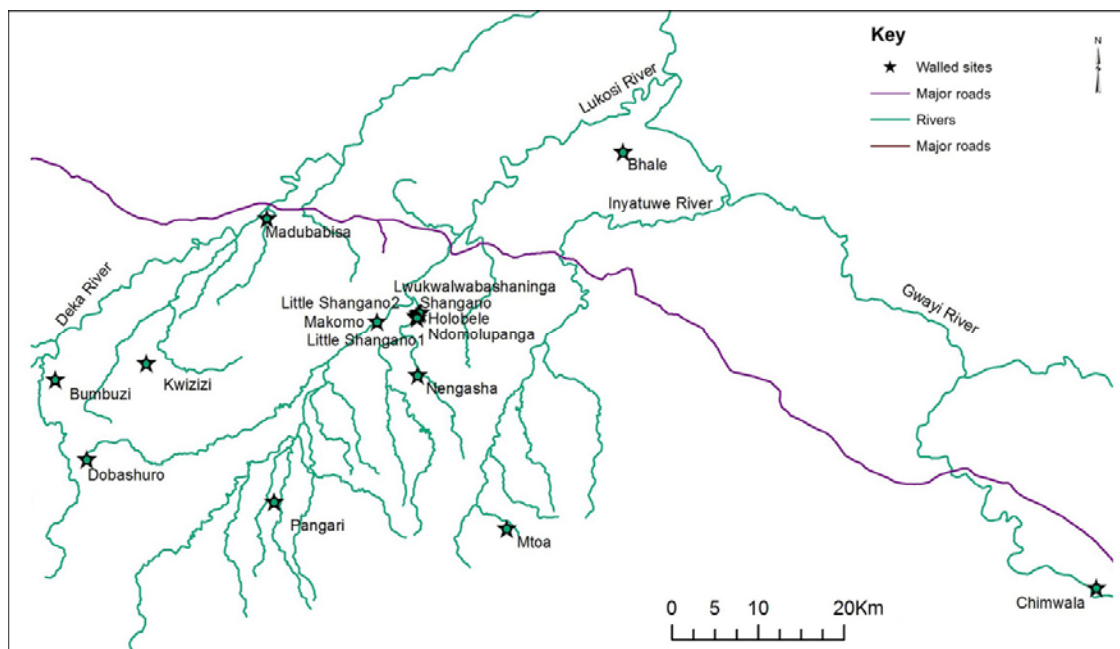 Key
N
Walled sites
Major roads
Rivers
Major roads
Lukosi River
Bhale
Inyatuwe River
Madubabisa
Deka River
Gwayi River
Lwukwalwabashaninga
Little Shangano2 Shangano
Makomo Holobele
Little Shangano1 Ndomolupanga
Bumbuzi
Kwizizi
Nengasha
Dobashuro
Pangari
Mtoa
Chimwala
0 5 10 20Km